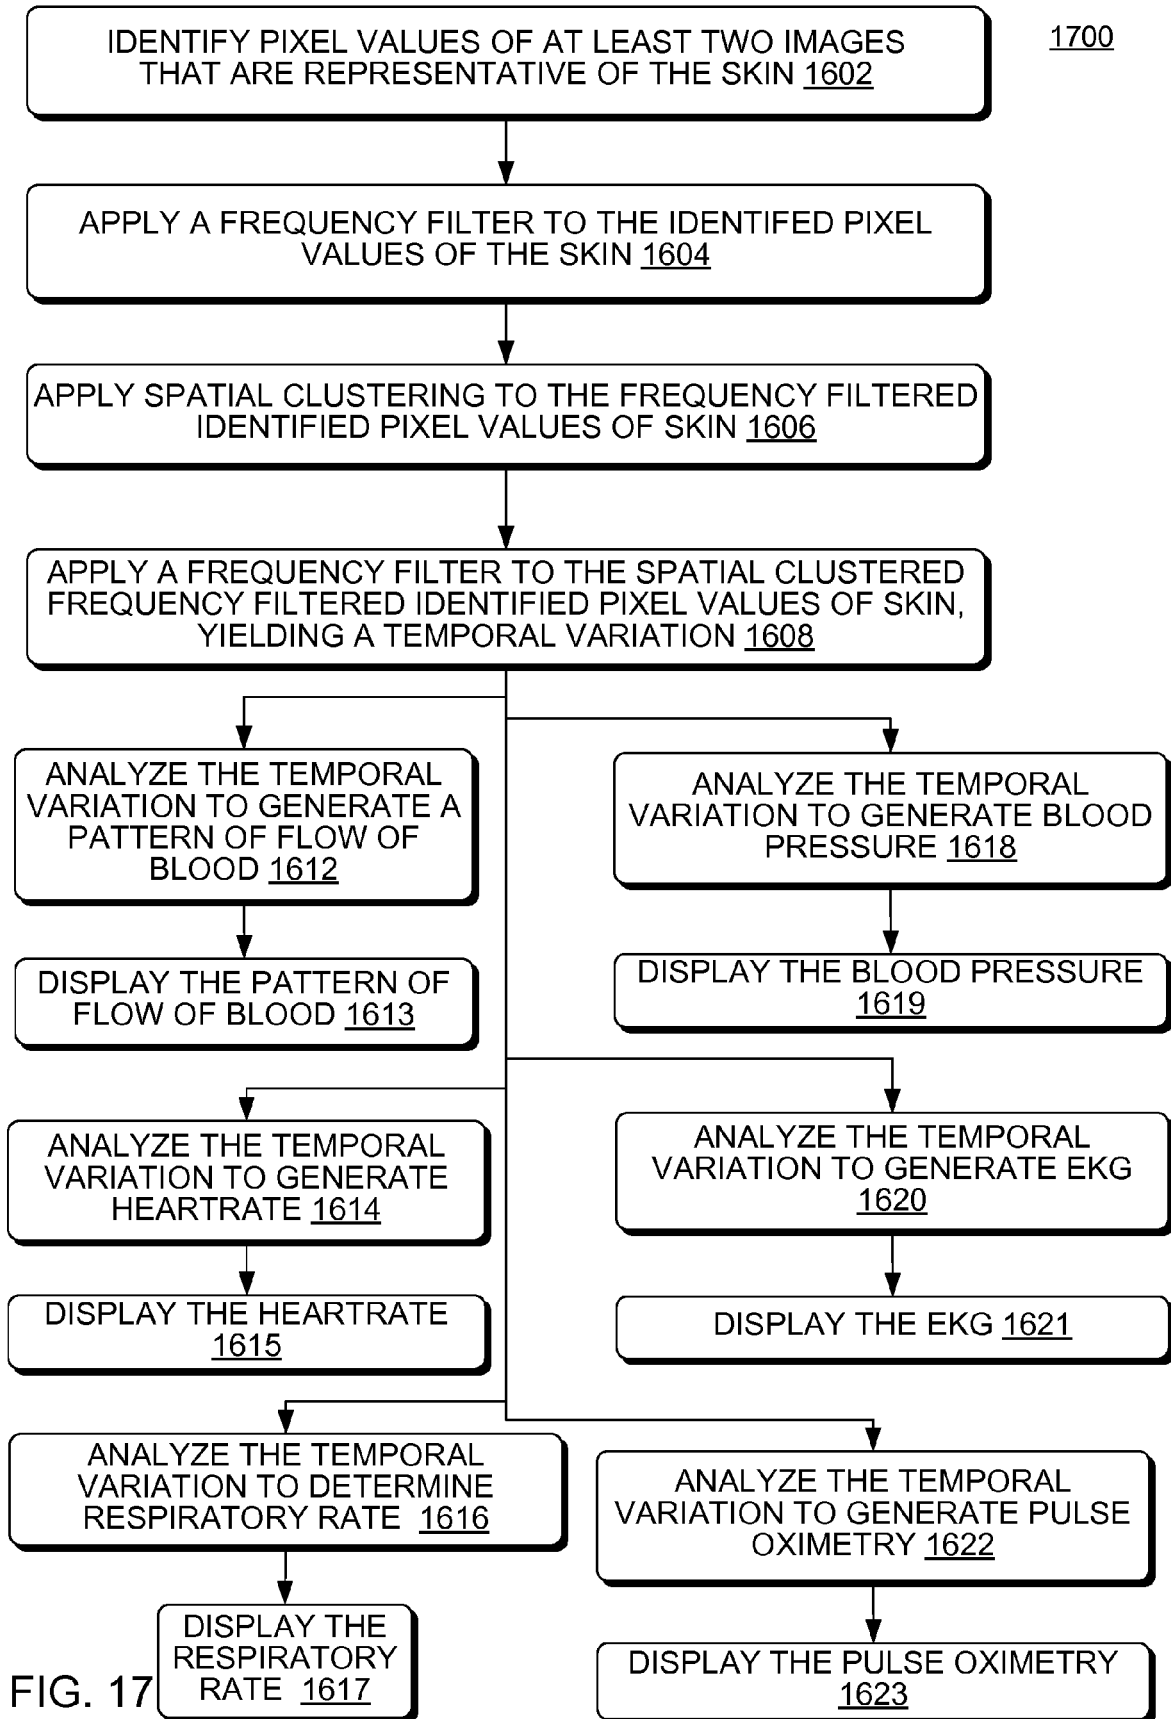 IDENTIFY PIXEL VALUES OF AT LEAST TWO IMAGES
THAT ARE REPRESENTATIVE OF THE SKIN 1602
1700
APPLY A FREQUENCY FILTER TO THE IDENTIFED PIXEL
VALUES OF THE SKIN 1604
APPLY SPATIAL CLUSTERING TO THE FREQUENCY FILTERED
IDENTIFIED PIXEL VALUES OF SKIN 1606
APPLY A FREQUENCY FILTER TO THE SPATIAL CLUSTERED
FREQUENCY FILTERED IDENTIFIED PIXEL VALUES OF SKIN,
YIELDING A TEMPORAL VARIATION 1608
ANALYZE THE TEMPORAL
VARIATION TO GENERATE A
PATTERN OF FLOW OF
BLOOD 1612
ANALYZE THE TEMPORAL
VARIATION TO GENERATE BLOOD
PRESSURE 1618
DISPLAY THE PATTERN OF
FLOW OF BLOOD 1613
DISPLAY THE BLOOD PRESSURE
1619
ANALYZE THE TEMPORAL
VARIATION TO GENERATE
HEARTRATE 1614
ANALYZE THE TEMPORAL
VARIATION TO GENERATE EKG
1620
DISPLAY THE HEARTRATE
1615
DISPLAY THE EKG 1621
ANALYZE THE TEMPORAL
VARIATION TO DETERMINE
RESPIRATORY RATE 1616
ANALYZE THE TEMPORAL
VARIATION TO GENERATE PULSE
OXIMETRY 1622
DISPLAY THE
RESPIRATORY
RATE 1617
DISPLAY THE PULSE OXIMETRY
1623
FIG. 17